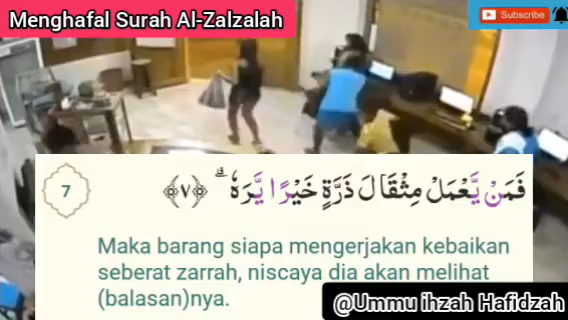 Menghafal Surah Al-Zalzalah
Subscribe
7
فَمَنْ يَّعْمَلْ مِثْقَالَ ذَرَّةٍ خَيْرًا يَّرَهٗ ۗ ﴿٧﴾
Maka barang siapa mengerjakan kebaikan
seberat zarrah, niscaya dia akan melihat
(balasan)nya.
@Ummu ihzah Hafidzah